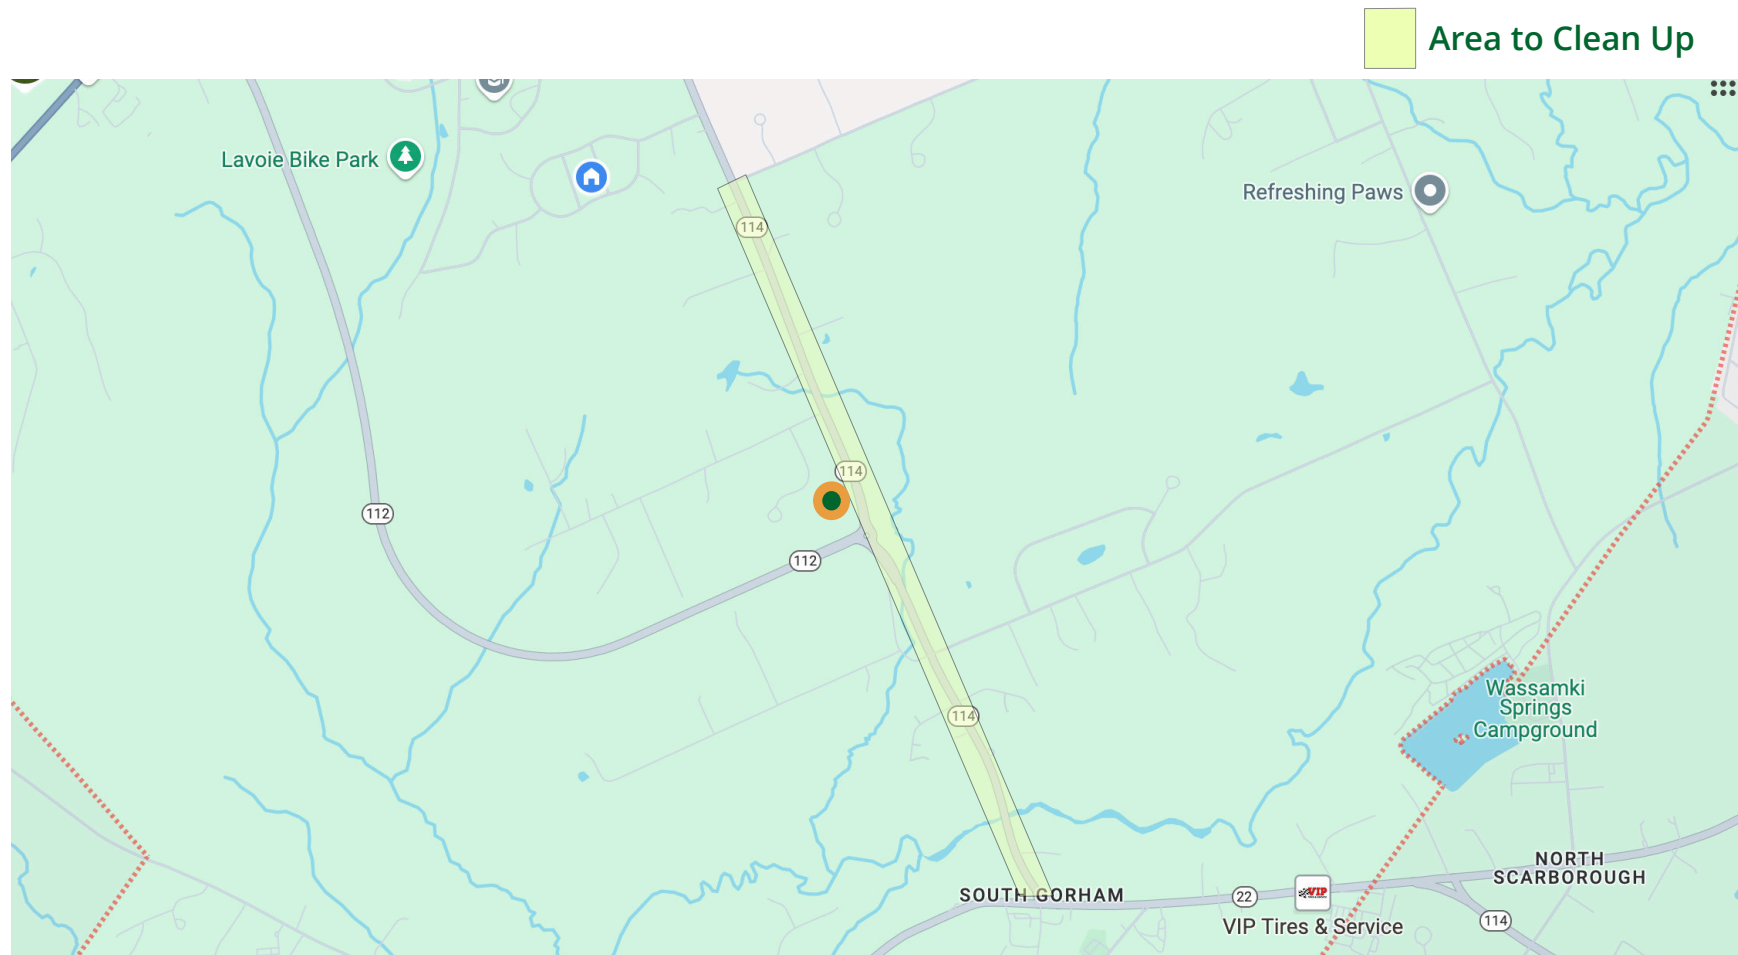 Area to Clean Up
Lavoie Bike Park
Refreshing Paws
114
114
112
112
114
Wassamki
Springs
Campground
NORTH
SCARBOROUGH
SOUTH GORHAM
22
VIP
VIP Tires & Service
114